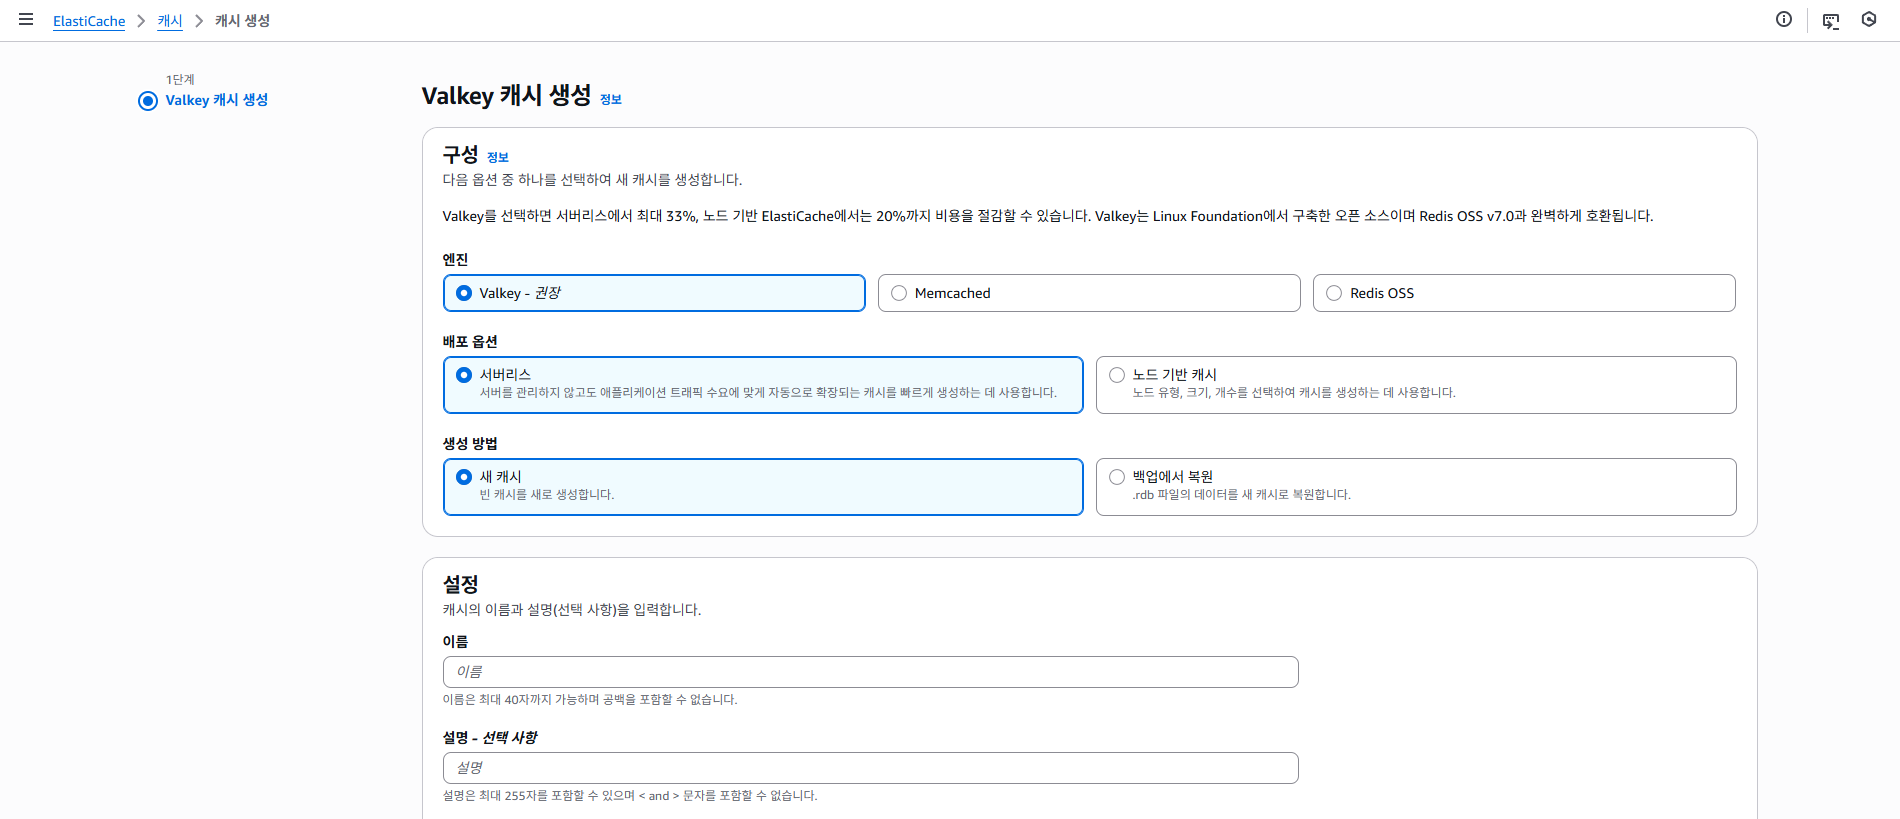 ElastiCache > 캐시 > 캐시 생성
1단계
Valkey 캐시 생성
Valkey 캐시 생성 정보
구성 정보
다음 옵션 중 하나를 선택하여 새 캐시를 생성합니다.
Valkey를 선택하면 서버리스에서 최대 33%, 노드 기반 ElastiCache에서는 20%까지 비용을 절감할 수 있습니다. Valkey는 Linux Foundation에서 구축한 오픈 소스이며 Redis OSS v7.0과 완벽하게 호환됩니다.
엔진
Valkey - 권장
Memcached
Redis OSS
배포 옵션
서버리스
서버를 관리하지 않고도 애플리케이션 트래픽 수요에 맞게 자동으로 확장되는 캐시를 빠르게 생성하는 데 사용합니다.
노드 기반 캐시
노드 유형, 크기, 개수를 선택하여 캐시를 생성하는 데 사용합니다.
생성 방법
새 캐시
빈 캐시를 새로 생성합니다.
백업에서 복원
.rdb 파일의 데이터를 새 캐시로 복원합니다.
설정
캐시의 이름과 설명(선택 사항)을 입력합니다.
이름
이름
이름은 최대 40자까지 가능하며 공백을 포함할 수 없습니다.
설명 - 선택 사항
설명
설명은 최대 255자를 포함할 수 있으며 < and > 문자를 포함할 수 없습니다.